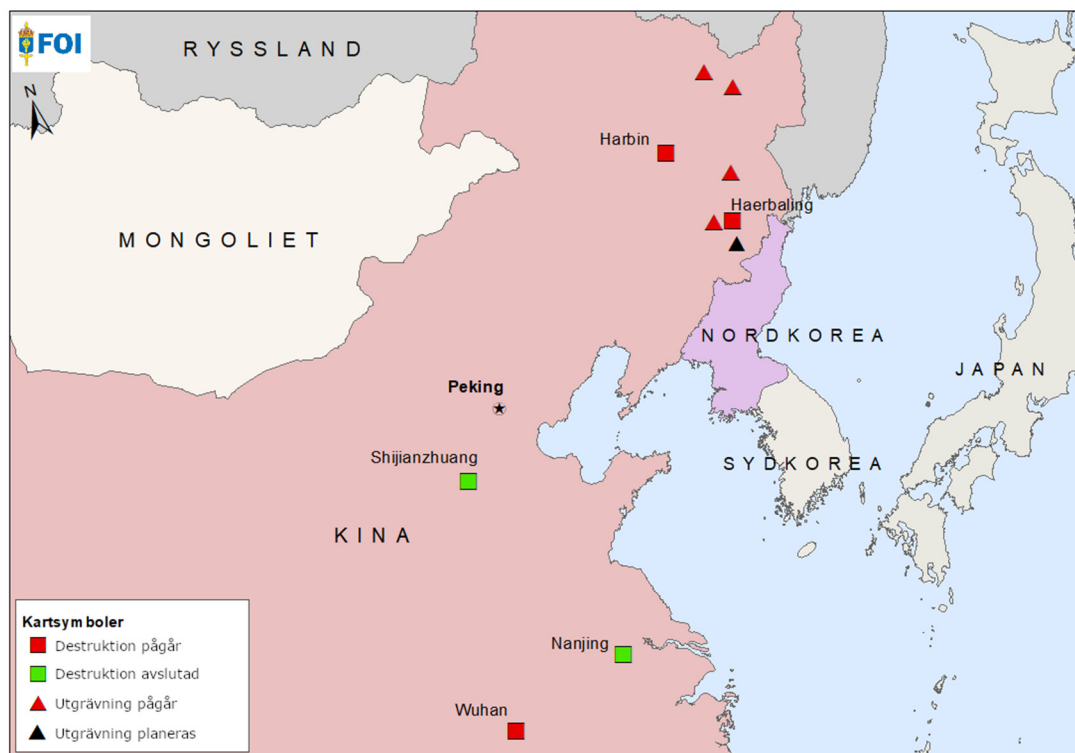 FOI
RYSSLAND
N
Harbin
Haerbaling
MONGOLIET
NORDKOREA
JAPAN
Peking
Shijianzhuang
SYDKOREA
KINA
Kartsymboler
Destruktion pågår
Destruktion avslutad
Utgrävning pågår
Utgrävning planeras
Nanjing
Wuhan